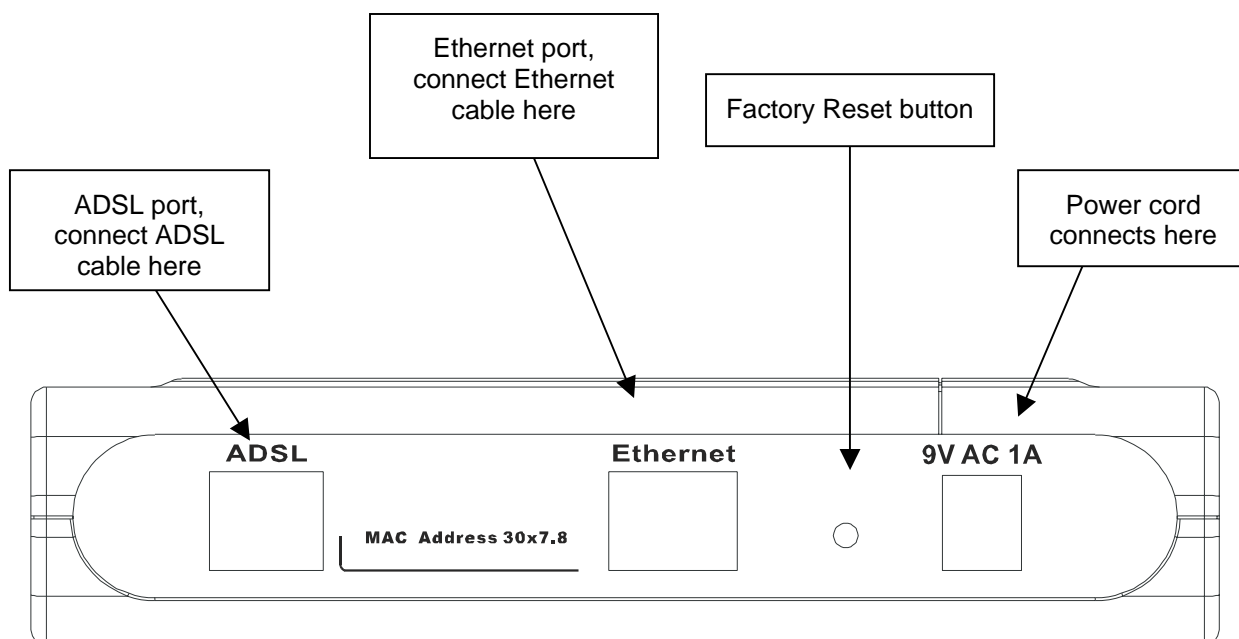 Ethernet port,
connect Ethernet
cable here
Factory Reset button
ADSL port,
connect ADSL
cable here
Power cord
connects here
ADSL
Ethernet
9V AC 1A
MAC Address 30x7.8